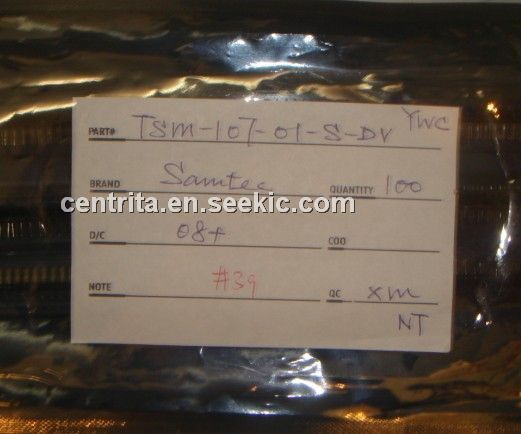 YWC
PART# TSM-107-01-S-DV
BRAND Samtec QUANTITY 100
centrita.en.seekic.com
D/C 08+ COO
NOTE #39 QC xm
NT